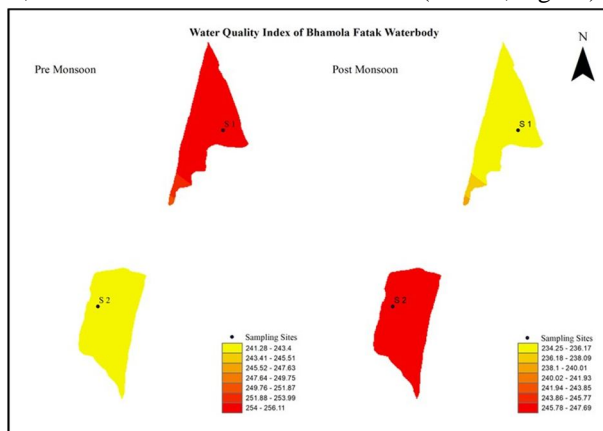 Water Quality Index of Bhamola Fatak Waterbody
N
Pre Monsoon
Post Monsoon
S 1
S 1
S 2
S 2
Sampling Sites
241.28 - 243.4
243.41 - 245.51
245.52 - 247.63
247.64 - 249.75
249.76 - 251.87
251.88 - 253.99
254 - 256.11
Sampling Sites
234.25 - 236.17
236.18 - 238.09
238.1 - 240.01
240.02 - 241.93
241.94 - 243.85
243.86 - 245.77
245.78 - 247.69